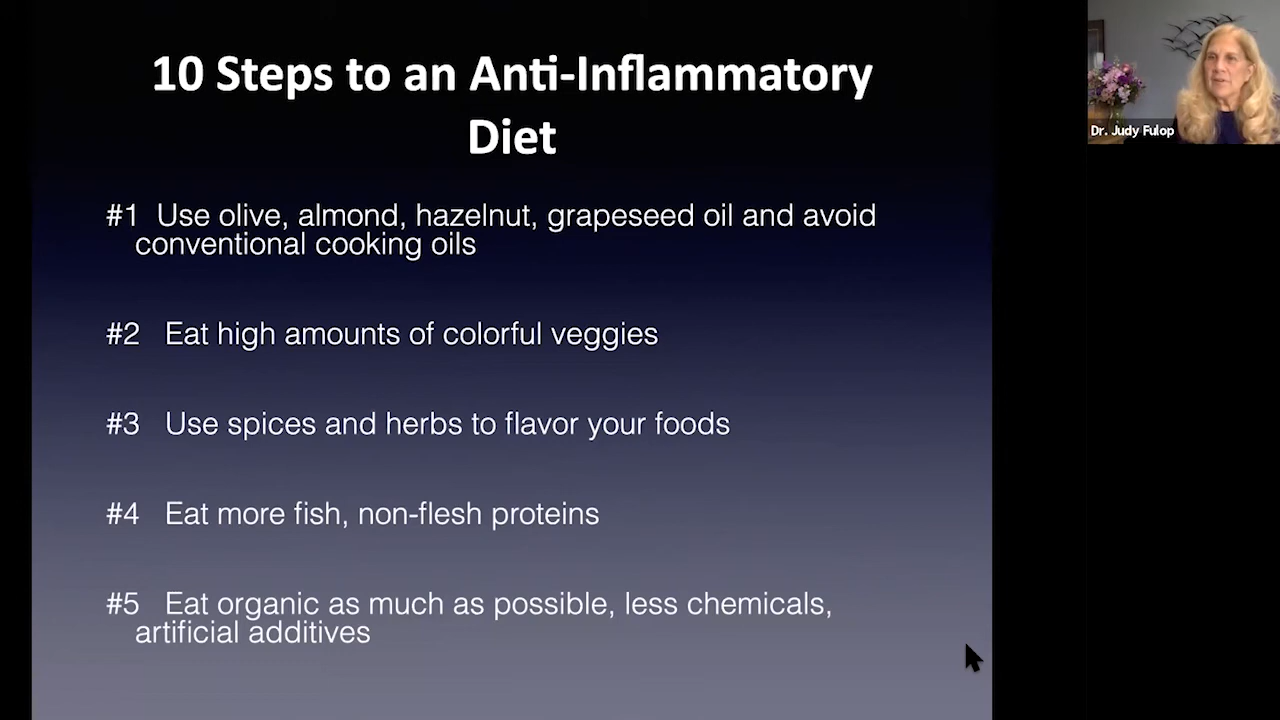 10 Steps to an Anti-Inflammatory
Diet
#1 Use olive, almond, hazelnut, grapeseed oil and avoid
conventional cooking oils
#2 Eat high amounts of colorful veggies
#3 Use spices and herbs to flavor your foods
#4 Eat more fish, non-flesh proteins
#5 Eat organic as much as possible, less chemicals,
artificial additives
Dr. Judy Fulop